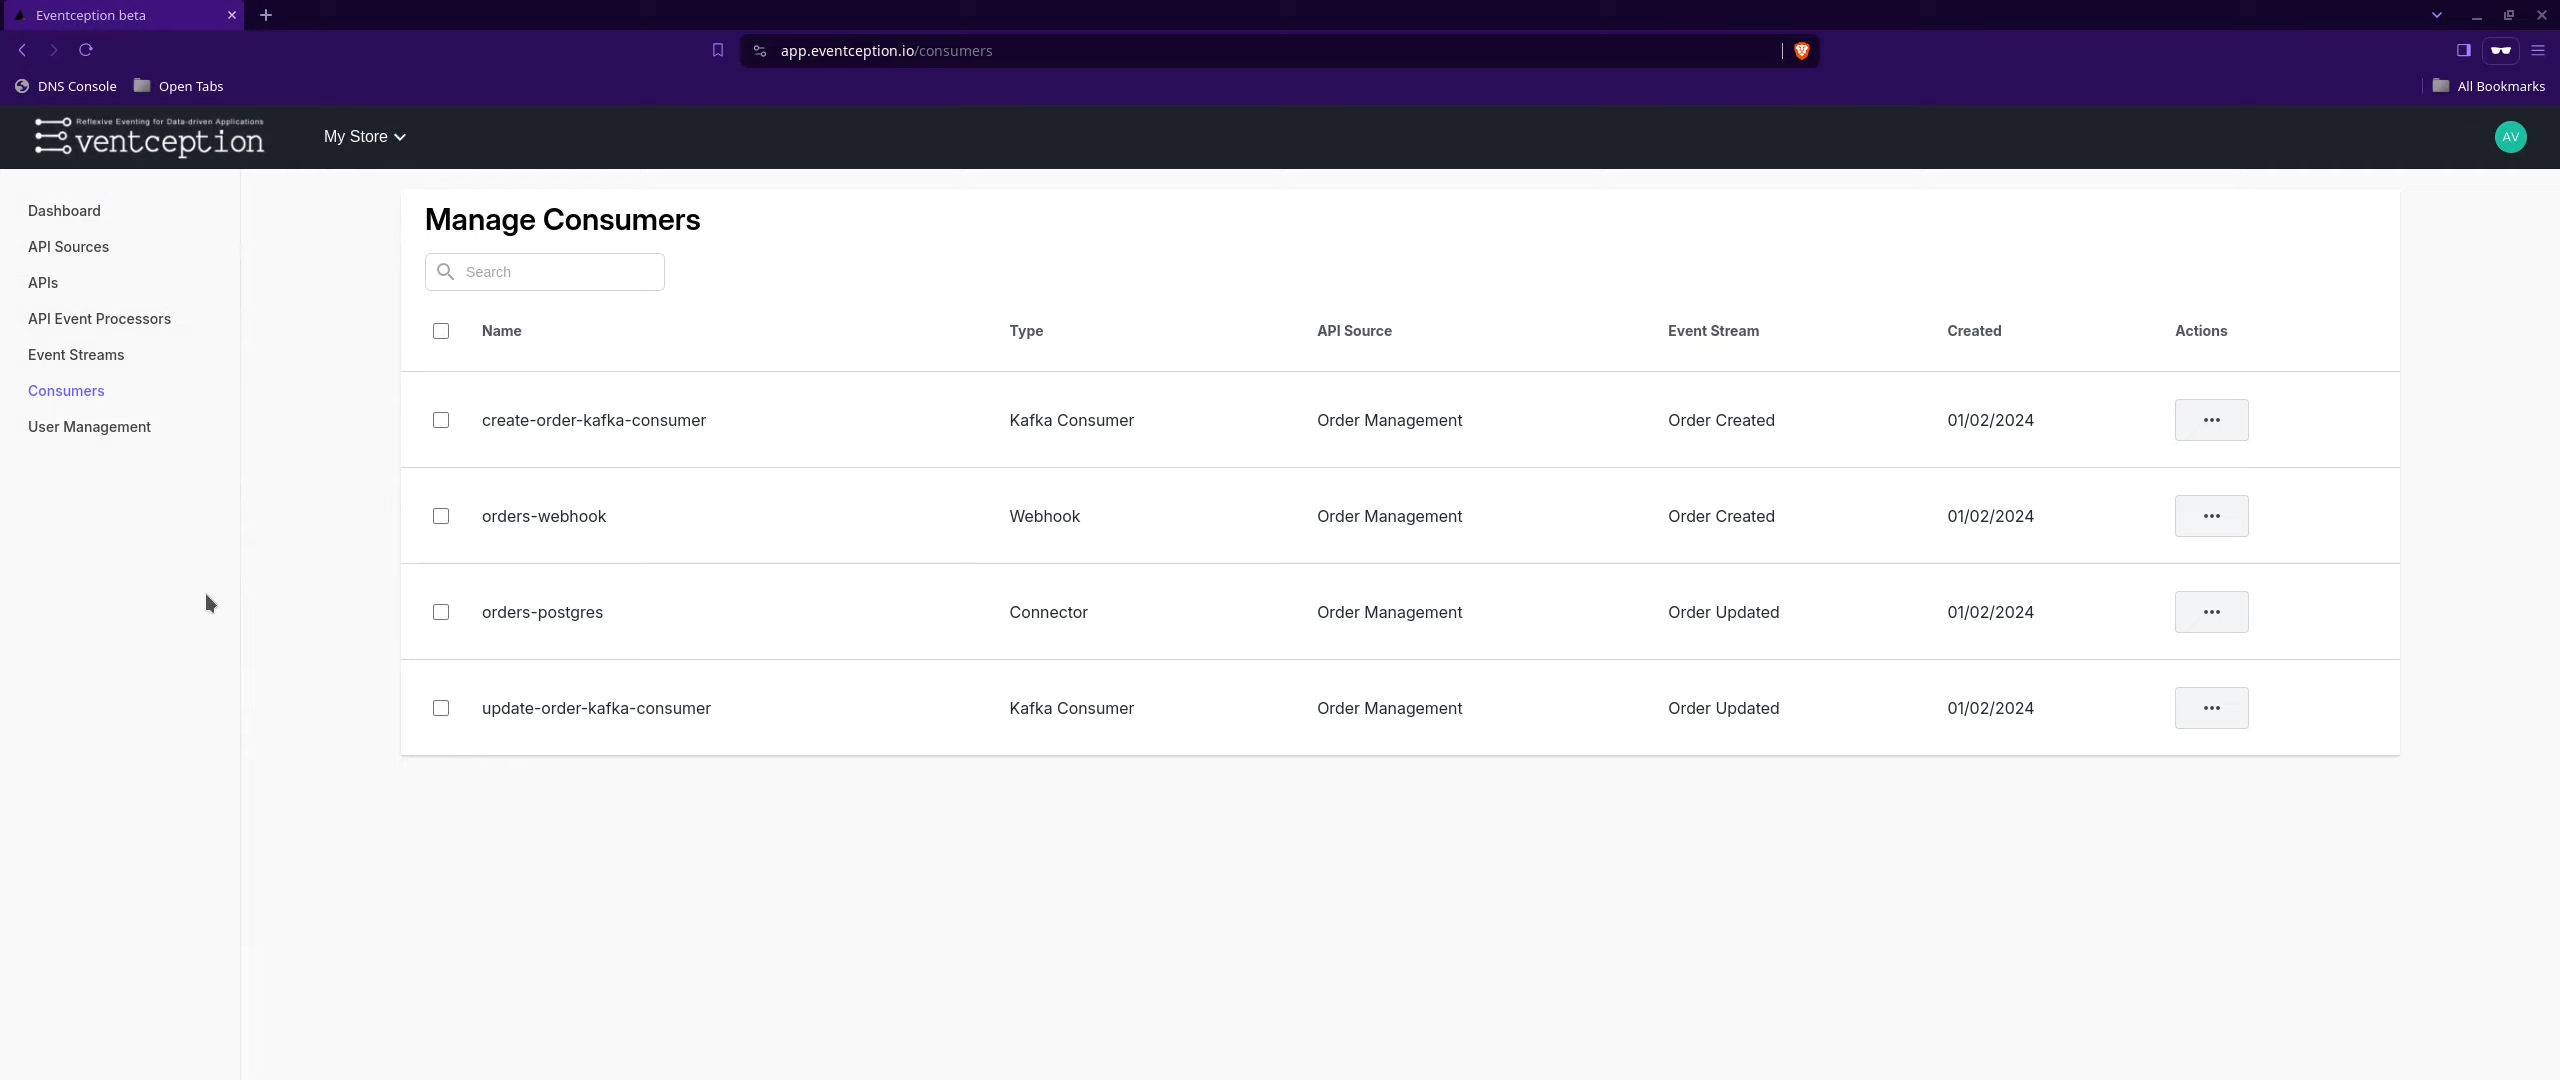 Eventception beta
app.eventception.io/consumers
DNS Console Open Tabs All Bookmarks
Reflexive Eventing for Data-driven Applications
ventception My Store AV
Dashboard
API Sources
APIs
API Event Processors
Event Streams
Consumers
User Management
Manage Consumers
Search
Name Type API Source Event Stream Created Actions
create-order-kafka-consumer Kafka Consumer Order Management Order Created 01/02/2024 ...
orders-webhook Webhook Order Management Order Created 01/02/2024 ...
orders-postgres Connector Order Management Order Updated 01/02/2024 ...
update-order-kafka-consumer Kafka Consumer Order Management Order Updated 01/02/2024 ...